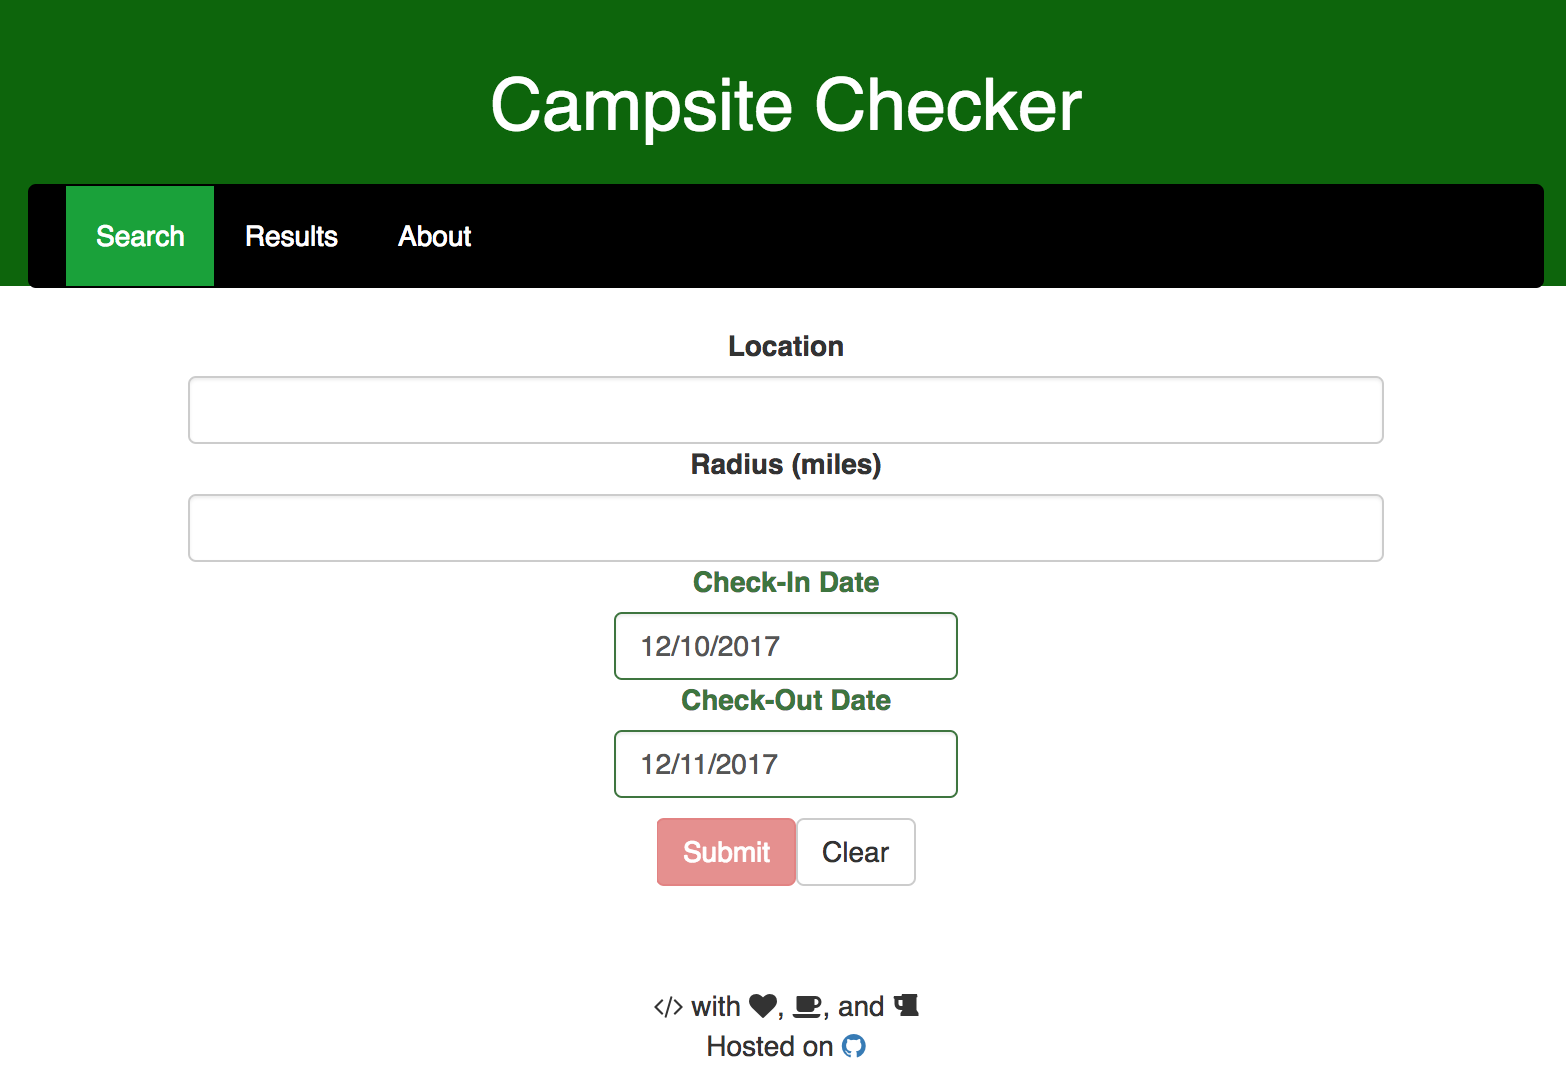 Campsite Checker
Search Results About
Location
Radius (miles)
Check-In Date
12/10/2017
Check-Out Date
12/11/2017
Submit Clear
</> with , , and
Hosted on